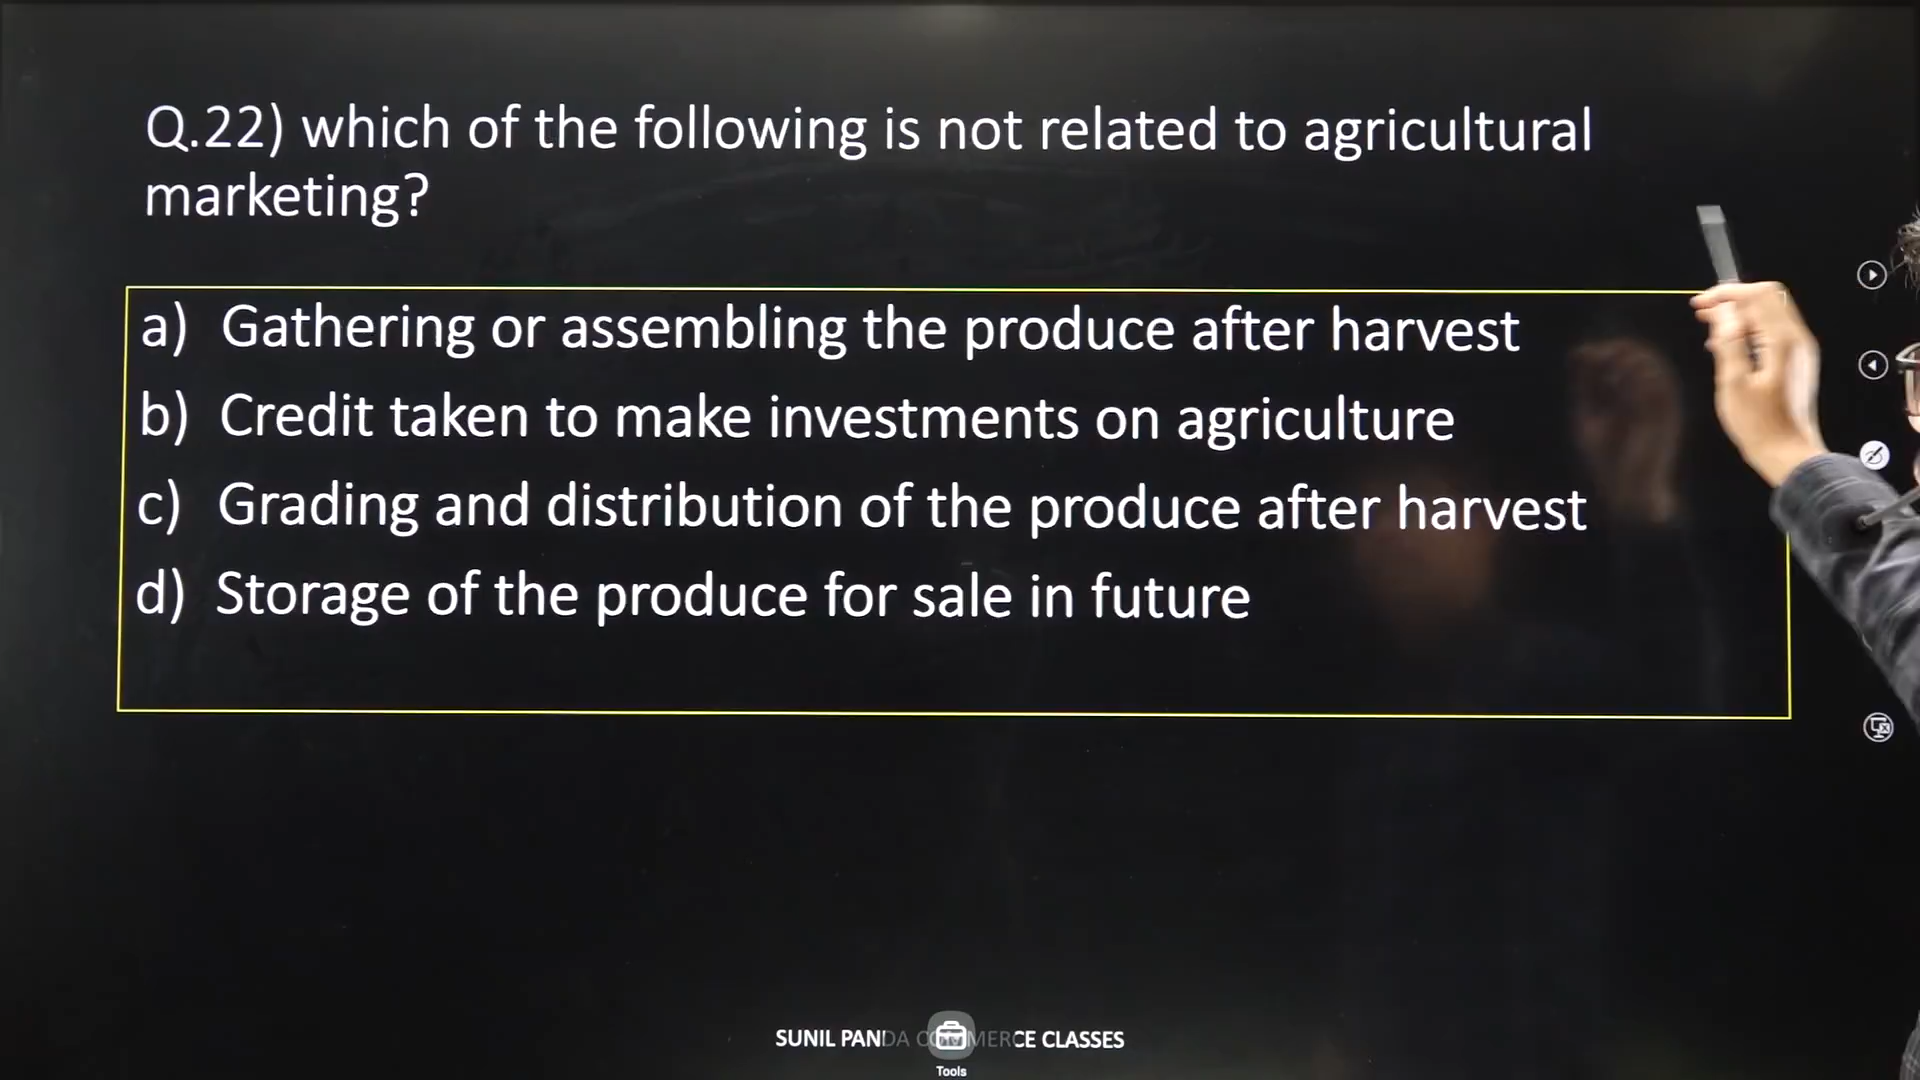 Q.22) which of the following is not related to agricultural
marketing?
a) Gathering or assembling the produce after harvest
b) Credit taken to make investments on agriculture
c) Grading and distribution of the produce after harvest
d) Storage of the produce for sale in future
SUNIL PANDA COMMERCE CLASSES
Tools